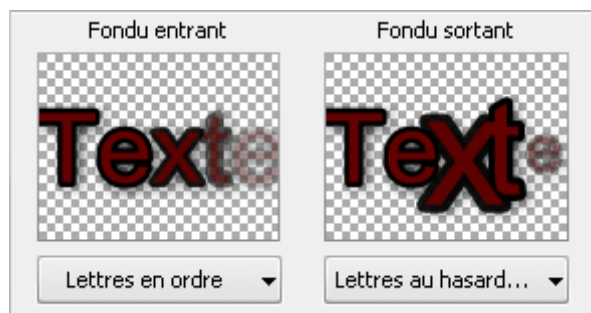 Fondu entrant
Fondu sortant
Texte
Texte
Lettres en ordre
Lettres au hasard...